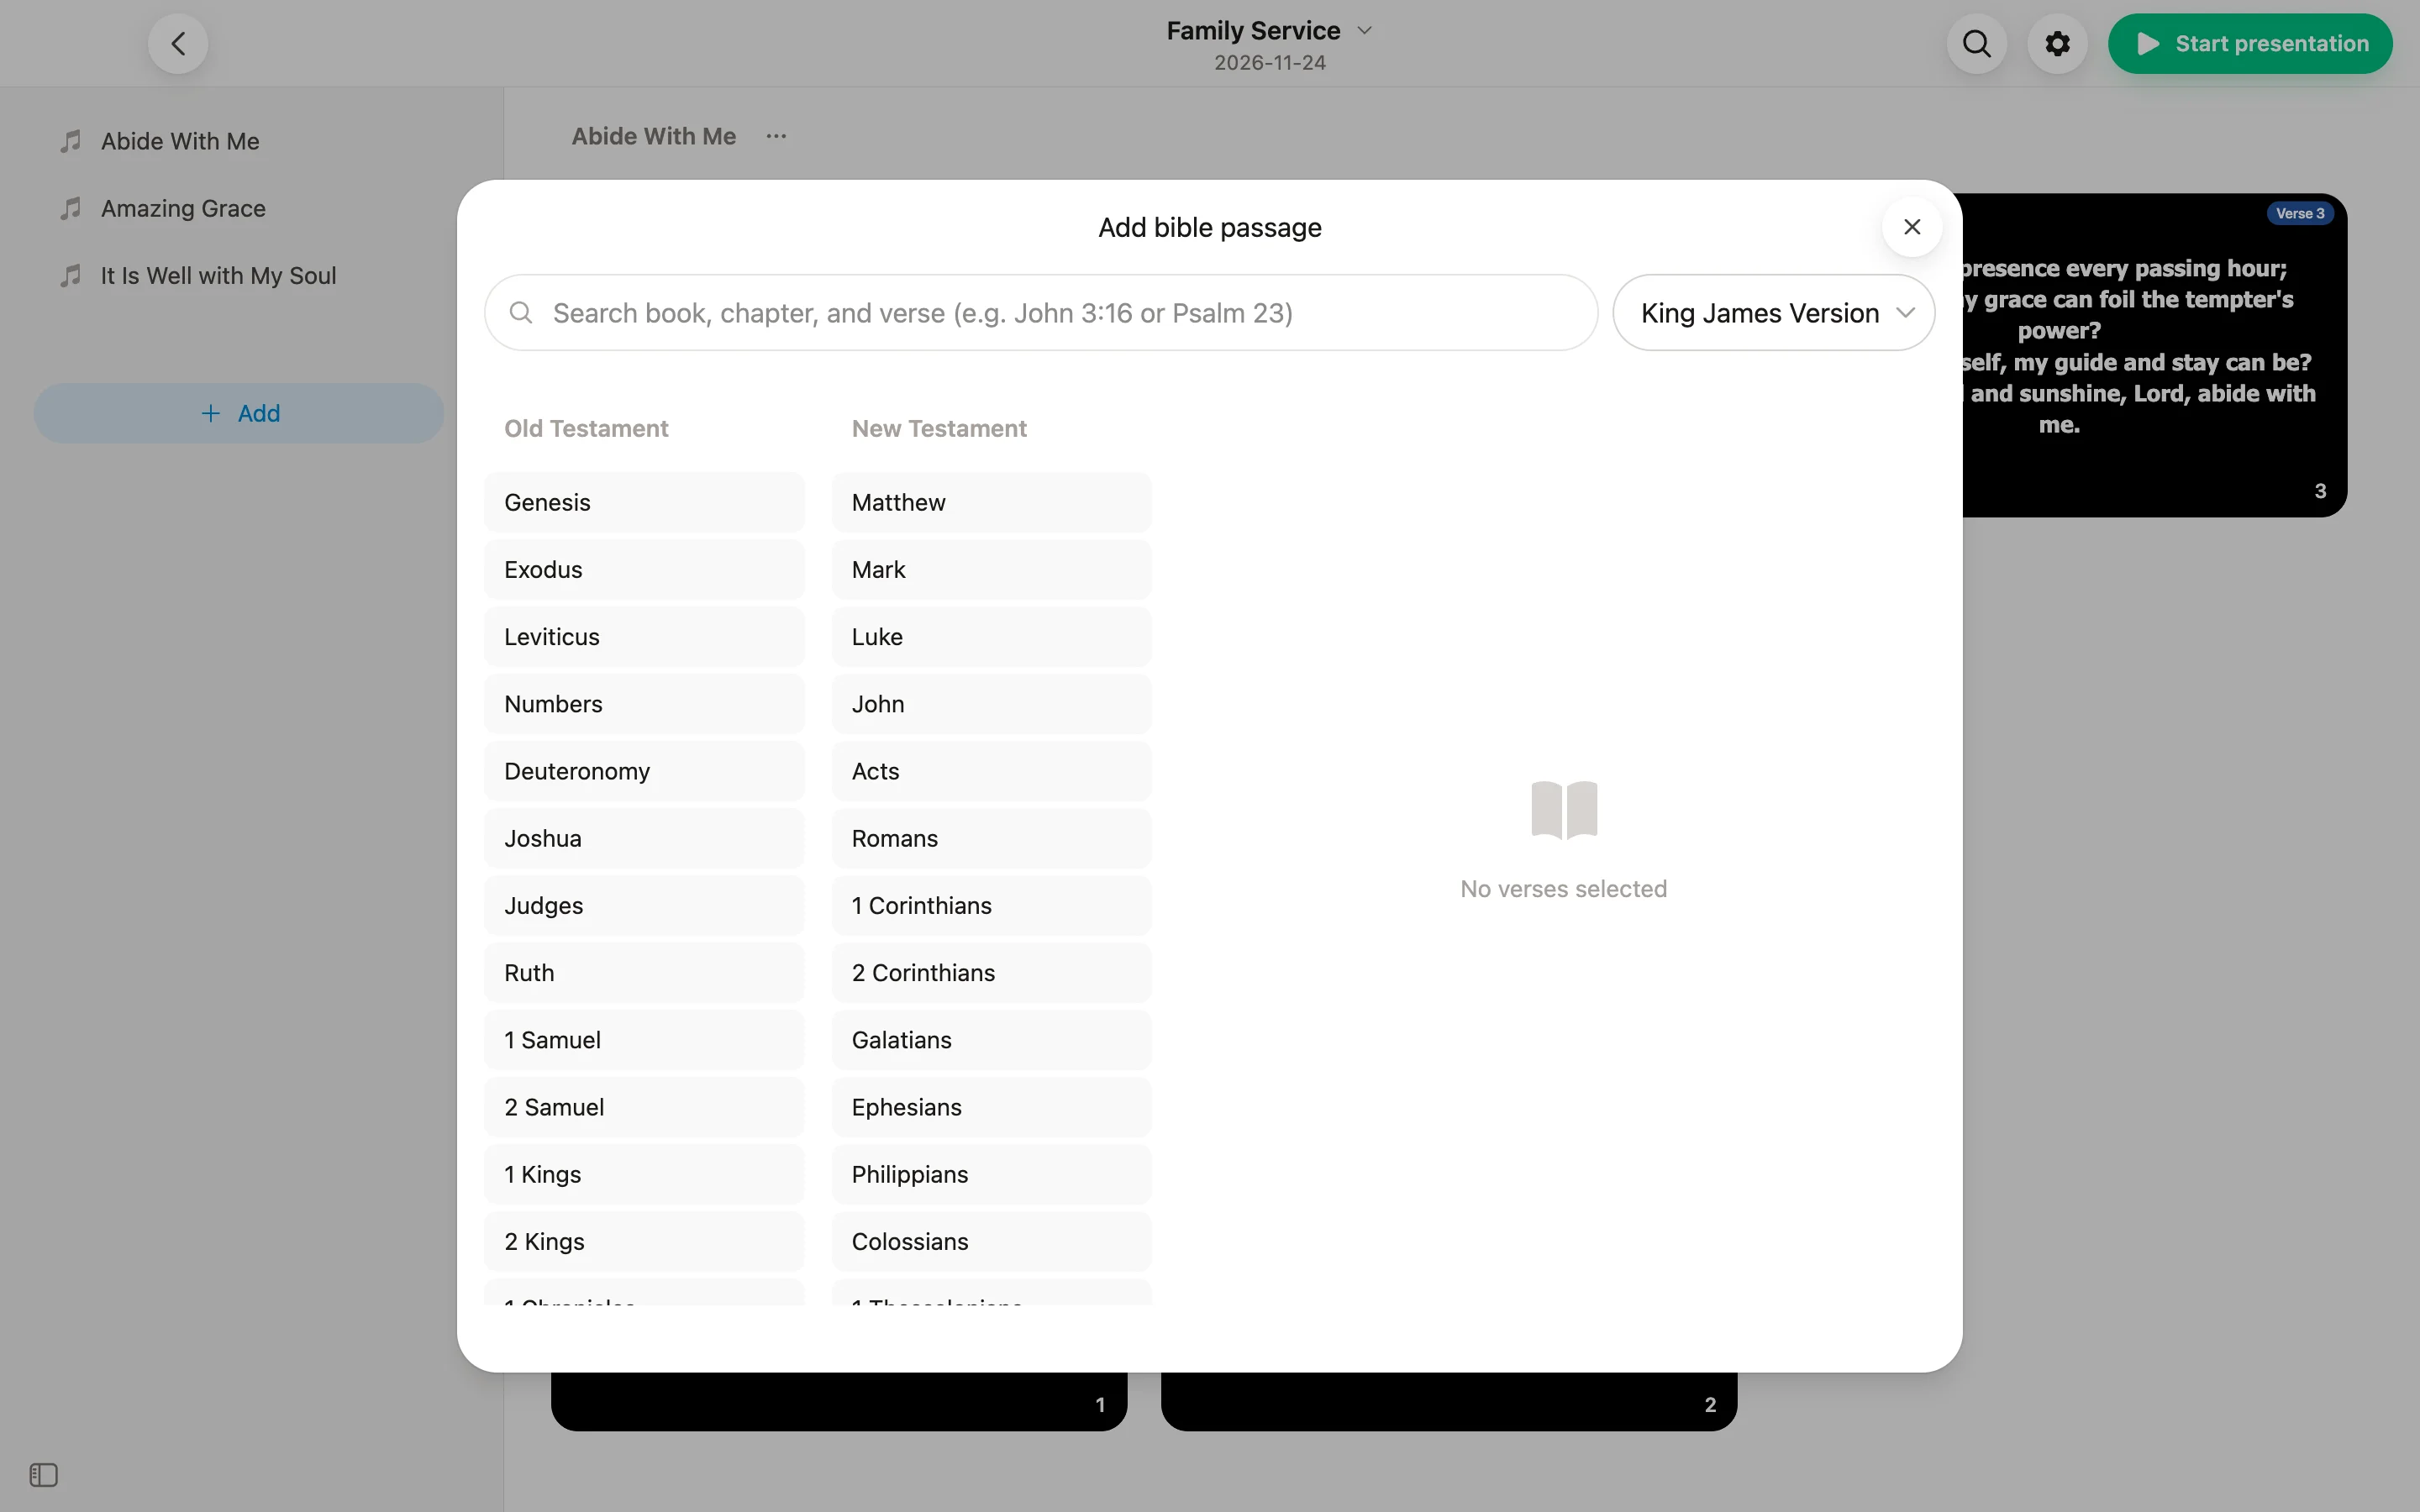 Family Service
2026-11-24
Start presentation
Abide With Me
Amazing Grace
It Is Well with My Soul
Add
Abide With Me
Add bible passage
Search book, chapter, and verse (e.g. John 3:16 or Psalm 23)
King James Version
Old Testament
Genesis
Exodus
Leviticus
Numbers
Deuteronomy
Joshua
Judges
Ruth
1 Samuel
2 Samuel
1 Kings
2 Kings
1 Chronicles
New Testament
Matthew
Mark
Luke
John
Acts
Romans
1 Corinthians
2 Corinthians
Galatians
Ephesians
Philippians
Colossians
1 Thessalonians
No verses selected
Verse 3
presence every passing hour;
grace can foil the tempter's
power?
self, my guide and stay can be?
and sunshine, Lord, abide with
me.
3
1
2